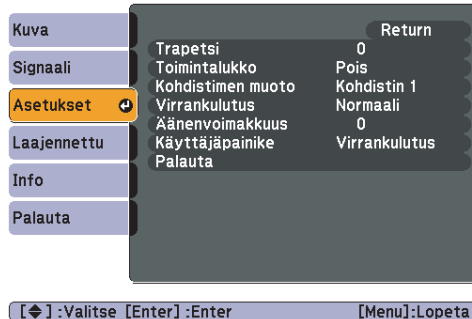 Kuva
Signaali
Asetukset
Laajennettu
Info
Palauta
Return
Trapetsi 0
Toimintalukko Pois
Kohdistimen muoto Kohdistin 1
Virrankulutus Normaali
Äänenvoimakkuus 0
Käyttäjäpainike Virrankulutus
Palauta
[◆] :Valitse [Enter] :Enter [Menu]:Lopeta